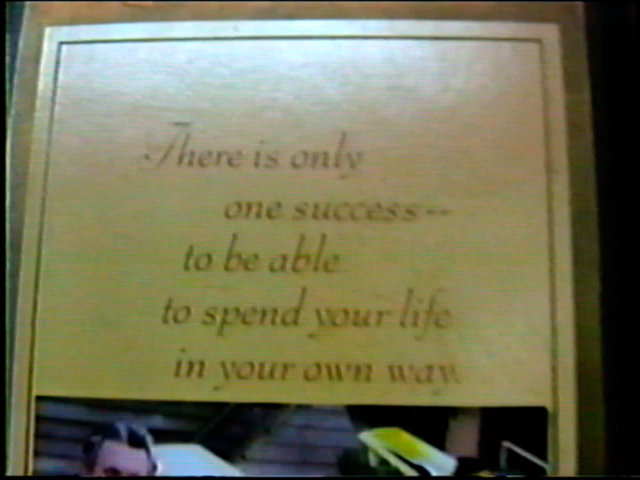 There is only
one success--
to be able
to spend your life
in your own way.